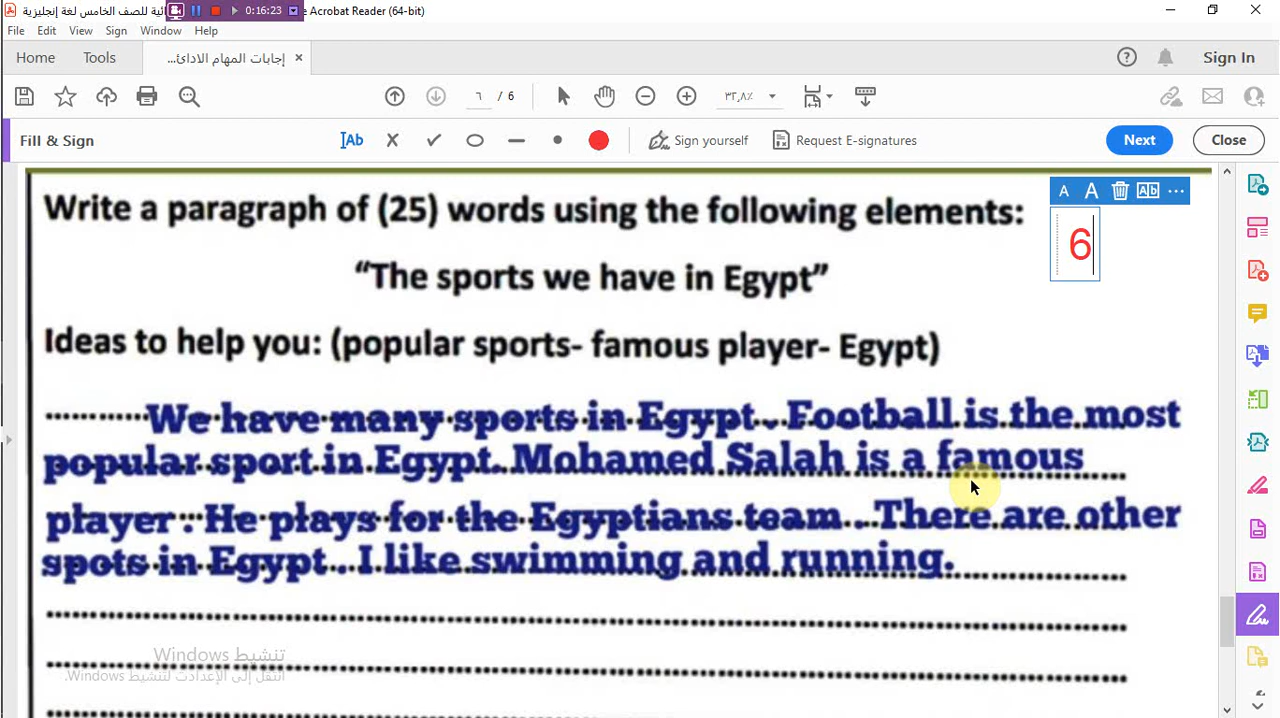 ائية للصف الخامس لغة إنجليزية 0:16:23 e Acrobat Reader (64-bit)
File Edit View Sign Window Help
Home Tools إجابات المهام الادائ... ×
Sign In
٦ / 6 ٣٢,٨٪
Fill & Sign Ab Sign yourself Request E-signatures Next Close
Write a paragraph of (25) words using the following elements:
A A Ab ...
6
“The sports we have in Egypt”
Ideas to help you: (popular sports- famous player- Egypt)
We have many sports in Egypt . Football is the most
popular sport in Egypt. Mohamed Salah is a famous
player . He plays for the Egyptians team . There are other
spots in Egypt . I like swimming and running.
تنشيط Windows
انتقل إلى الإعدادات لتنشيط Windows.